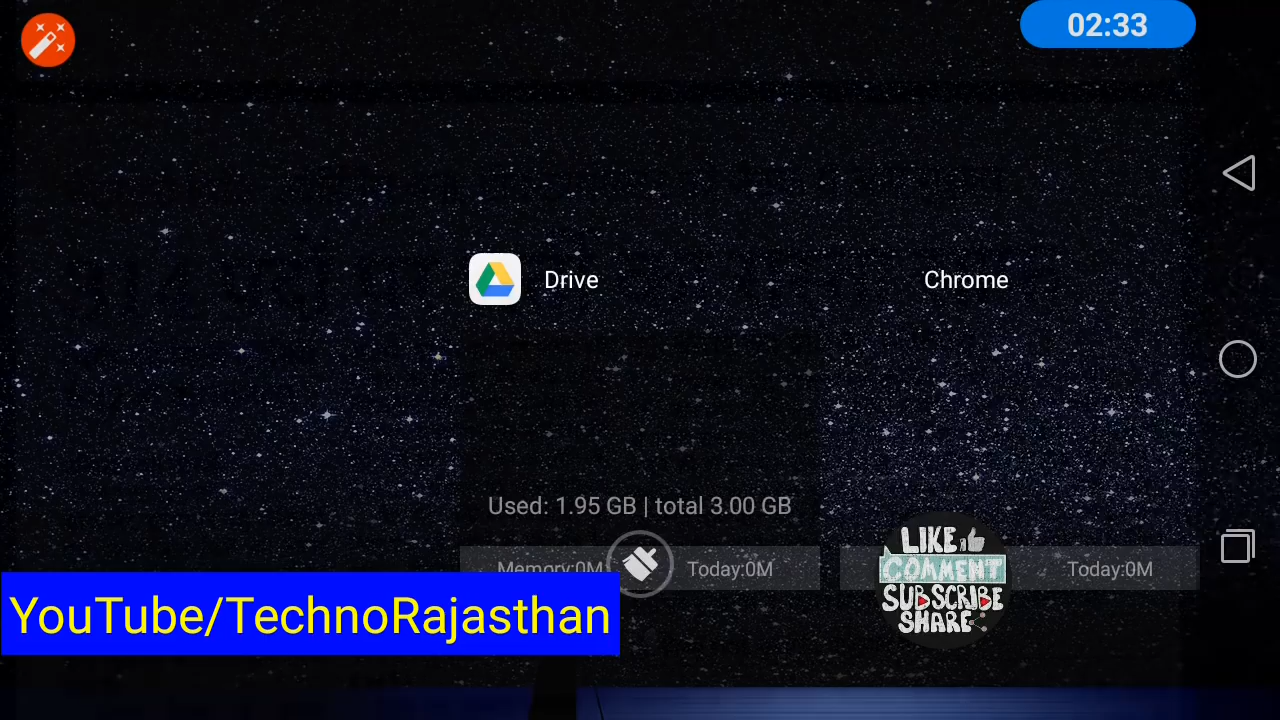 02:33
Drive
Chrome
Used: 1.95 GB | total 3.00 GB
Memory:0M
Today:0M
Today:0M
LIKE
COMMENT
SUBSCRIBE
SHARE
YouTube/TechnoRajasthan